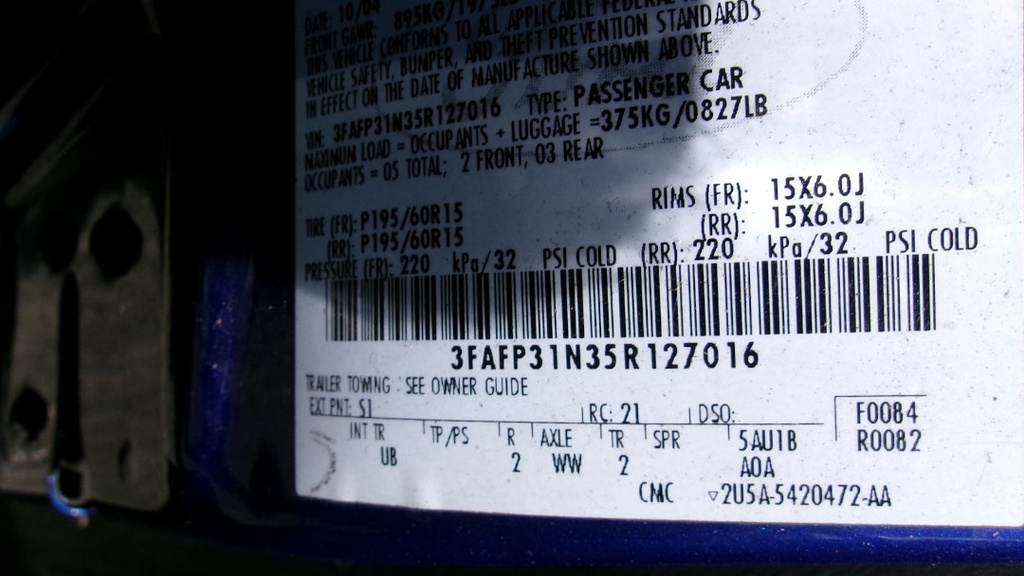 DATE: 10/04
FRONT GAWR: 895KG/19
THIS VEHICLE CONFORMS TO ALL APPLICABLE FEDERAL
VEHICLE SAFETY, BUMPER, AND THEFT PREVENTION STANDARDS
IN EFFECT ON THE DATE OF MANUFACTURE SHOWN ABOVE.
VIN: 3FAFP31N35R127016 TYPE: PASSENGER CAR
MAXIMUM LOAD = OCCUPANTS + LUGGAGE =375KG/0827LB
OCCUPANTS = 05 TOTAL; 2 FRONT, 03 REAR
RIMS (FR): 15X6.0J
TIRE (FR): P195/60R15 (RR): 15X6.0J
(RR): P195/60R15
PRESSURE (FR): 220 kPa/32 PSI COLD (RR): 220 kPa/32 PSI COLD
3FAFP31N35R127016
TRAILER TOWING - SEE OWNER GUIDE
EXT PNT: S1 RC: 21 DSO: F0084
INT TR TP/PS R AXLE TR SPR 5AU1B R0082
UB 2 WW 2 A0A
CMC ▽2U5A-5420472-AA